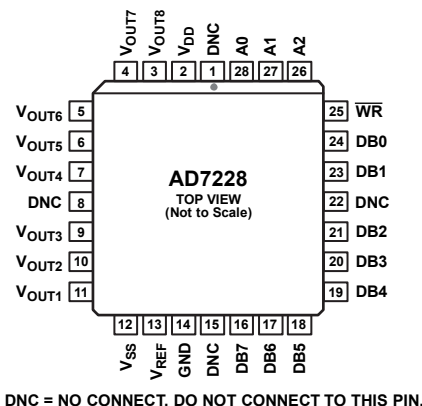 VOUT7 VOUT8 VDD DNC A0 A1 A2
4 3 2 1 28 27 26
VOUT6 5
VOUT5 6
VOUT4 7
DNC 8
VOUT3 9
VOUT2 10
VOUT1 11
AD7228
TOP VIEW
(Not to Scale)
25 WR
24 DB0
23 DB1
22 DNC
21 DB2
20 DB3
19 DB4
12 13 14 15 16 17 18
VSS VREF GND DNC DB7 DB6 DB5
DNC = NO CONNECT. DO NOT CONNECT TO THIS PIN.